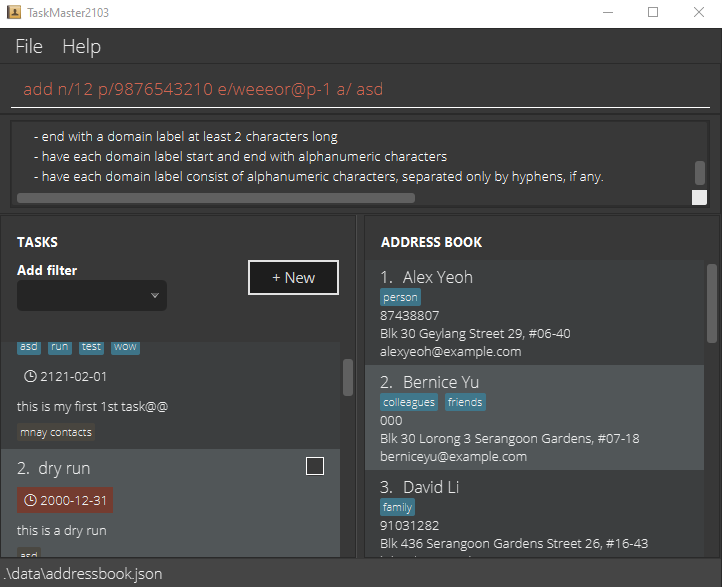 TaskMaster2103
File Help
add n/12 p/9876543210 e/weeeor@p-1 a/ asd
- end with a domain label at least 2 characters long
- have each domain label start and end with alphanumeric characters
- have each domain label consist of alphanumeric characters, separated only by hyphens, if any.
TASKS
Add filter
+ New
asd run test wow
2121-02-01
this is my first 1st task@@
mnay contacts
2. dry run
2000-12-31
this is a dry run
asd
ADDRESS BOOK
1. Alex Yeoh
person
87438807
Blk 30 Geylang Street 29, #06-40
alexyeoh@example.com
2. Bernice Yu
colleagues friends
000
Blk 30 Lorong 3 Serangoon Gardens, #07-18
berniceyu@example.com
3. David Li
family
91031282
Blk 436 Serangoon Gardens Street 26, #16-43
.\data\addressbook.json